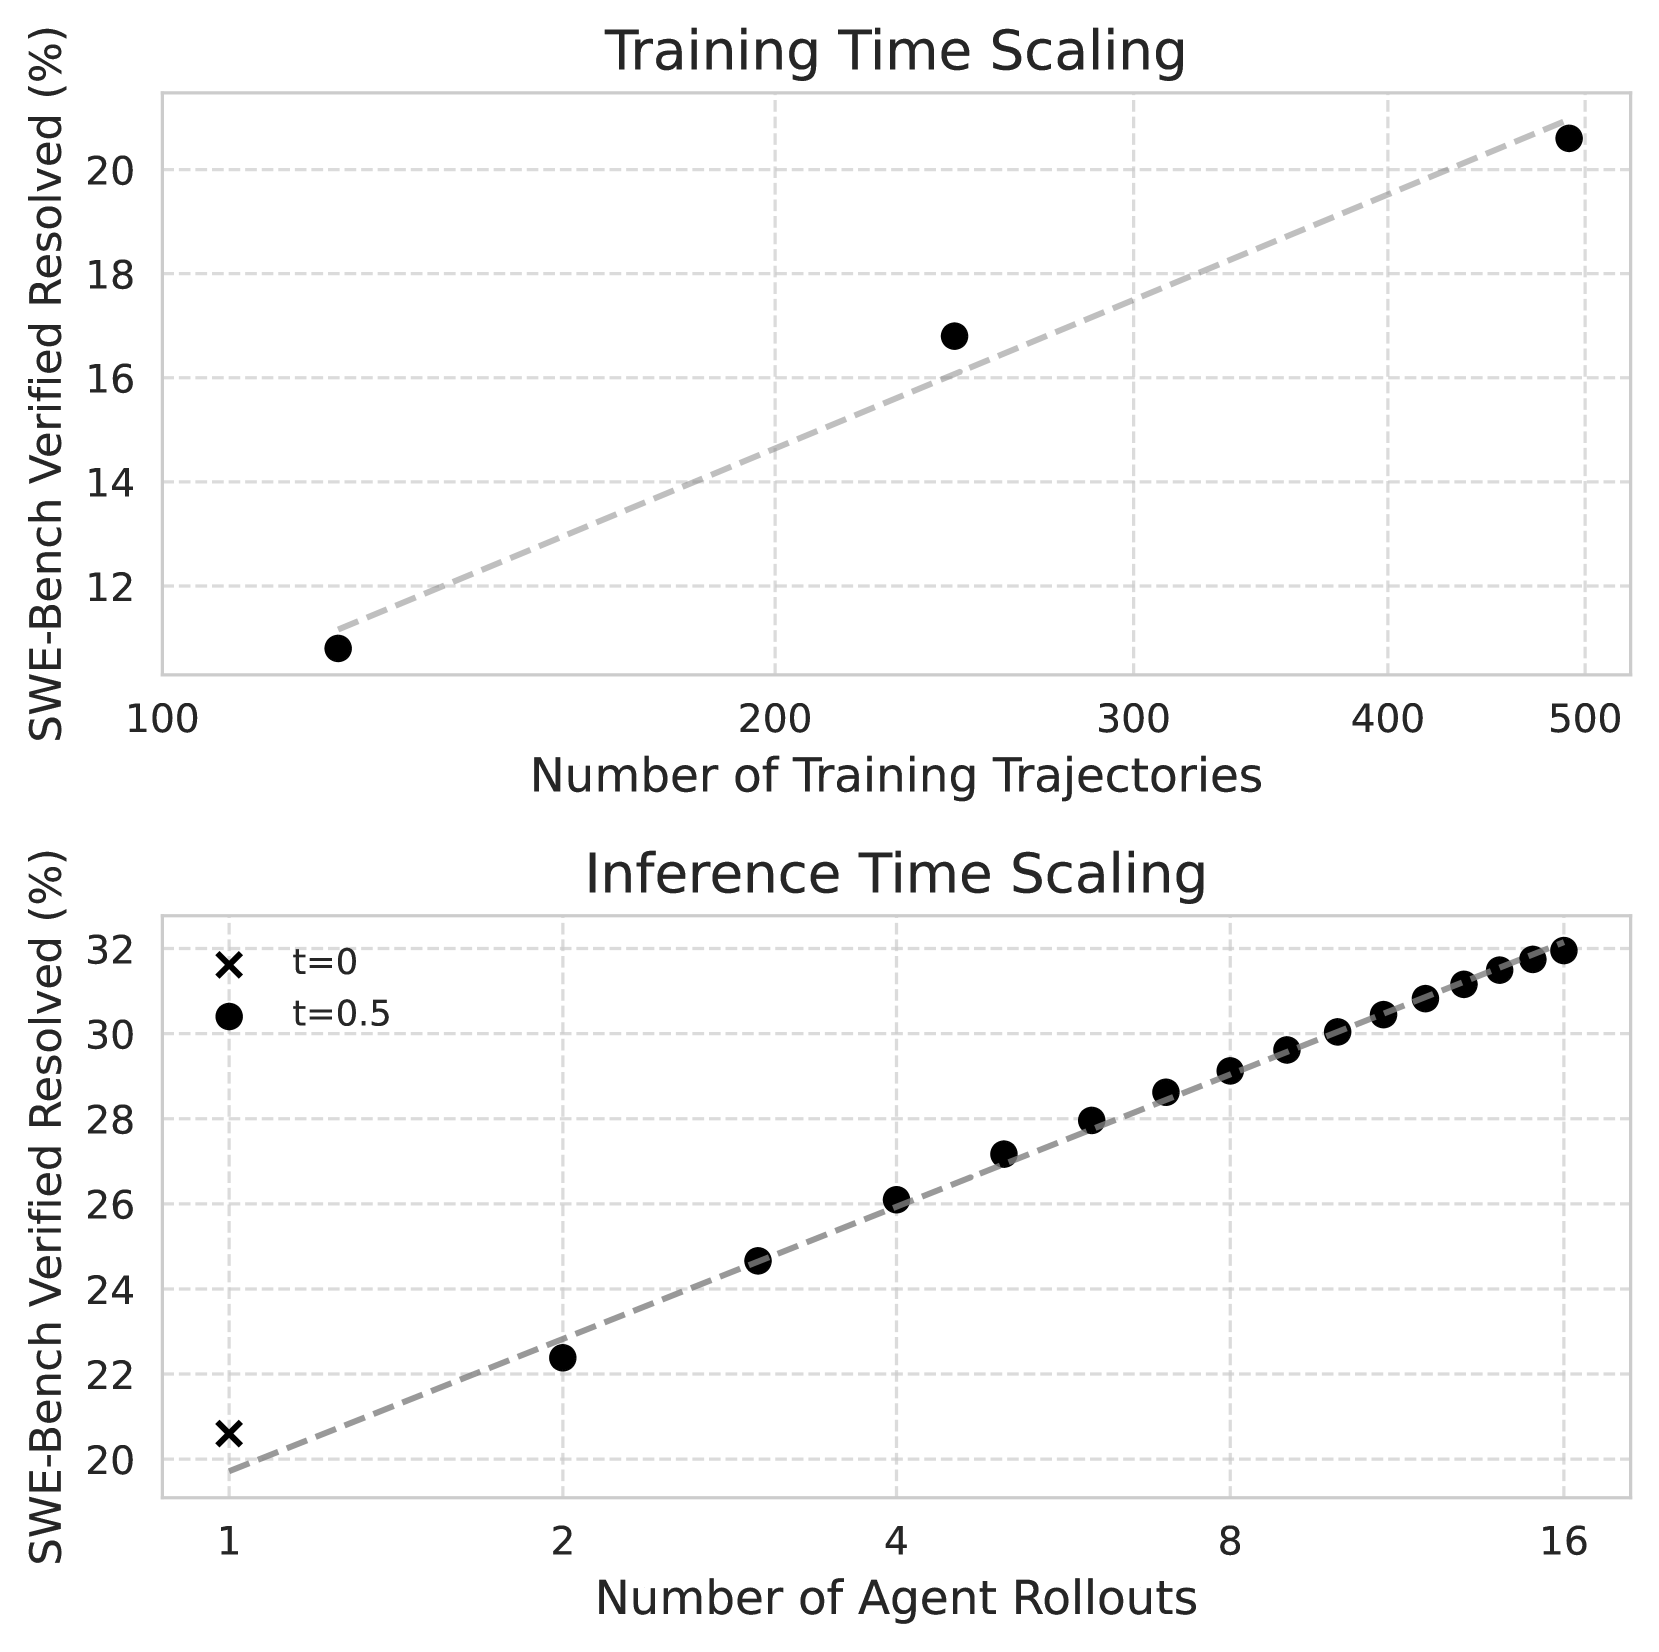 Training Time Scaling
SWE-Bench Verified Resolved (%)
20
18
16
14
12
100 200 300 400 500
Number of Training Trajectories
Inference Time Scaling
SWE-Bench Verified Resolved (%)
32
30
28
26
24
22
20
t=0
t=0.5
1 2 4 8 16
Number of Agent Rollouts